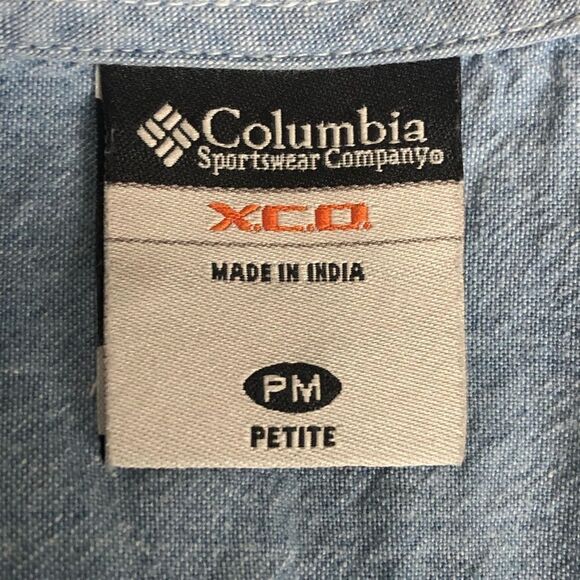 Columbia
Sportswear Company®
X.C.O.
MADE IN INDIA
PM
PETITE